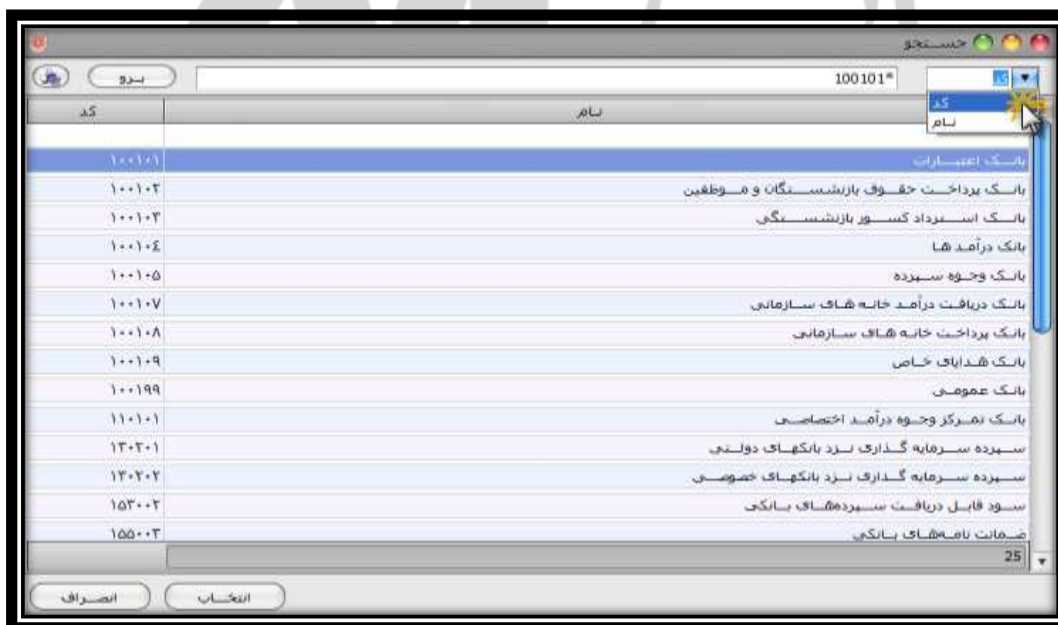 جستجو
کد 100101* برو
کد
نام
نام کد
بانک اعتبارات ۱۰۰۱۰۱
بانک پرداخت حقوق بازنشستگان و موظفین ۱۰۰۱۰۲
بانک استرداد کسور بازنشستگی ۱۰۰۱۰۳
بانک درآمد ها ۱۰۰۱۰٤
بانک وجوه سپرده ۱۰۰۱۰۵
بانک دریافت درآمد خانه های سازمانی ۱۰۰۱۰۷
بانک پرداخت خانه های سازمانی ۱۰۰۱۰۸
بانک هدایای خاص ۱۰۰۱۰۹
بانک عمومی ۱۰۰۱۹۹
بانک تمرکز وجوه درآمد اختصاصی ۱۱۰۱۰۱
سپرده سرمایه گذاری نزد بانکهای دولتی ۱۳۰۲۰۱
سپرده سرمایه گذاری نزد بانکهای خصوصی ۱۳۰۲۰۲
سود قابل دریافت سپرده‌های بانکی ۱۵۳۰۰۲
ضمانت نامه‌های بانکی ۱۵۵۰۰۳
25
انتخاب انصراف